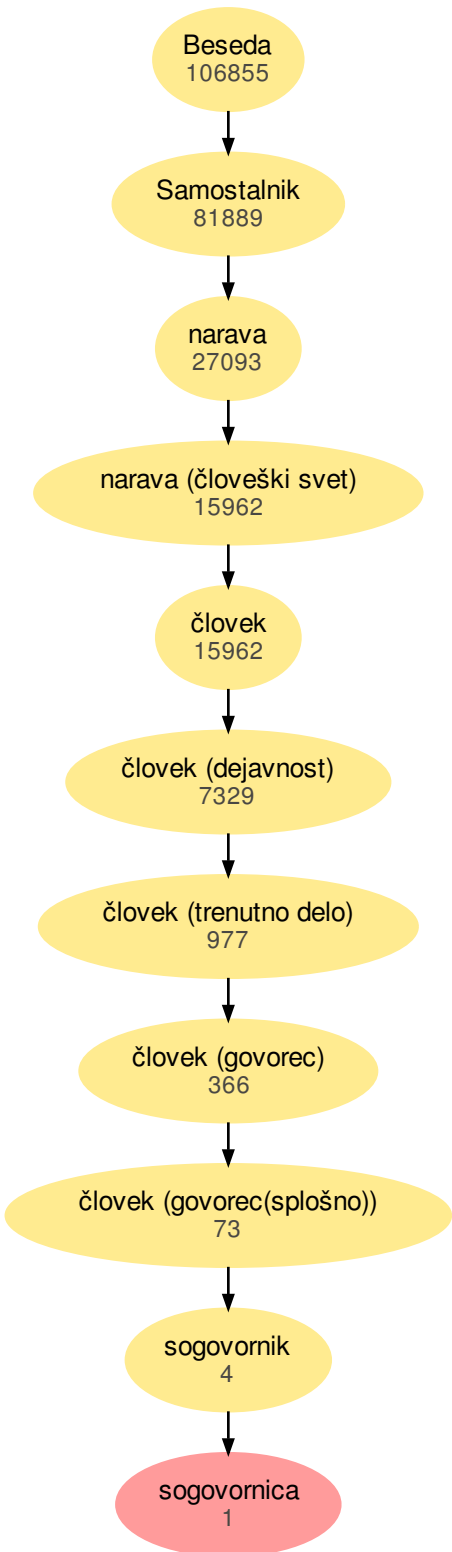 Beseda
106855
Samostalnik
81889
narava
27093
narava (človeški svet)
15962
človek
15962
človek (dejavnost)
7329
človek (trenutno delo)
977
človek (govorec)
366
človek (govorec(splošno))
73
sogovornik
4
sogovornica
1